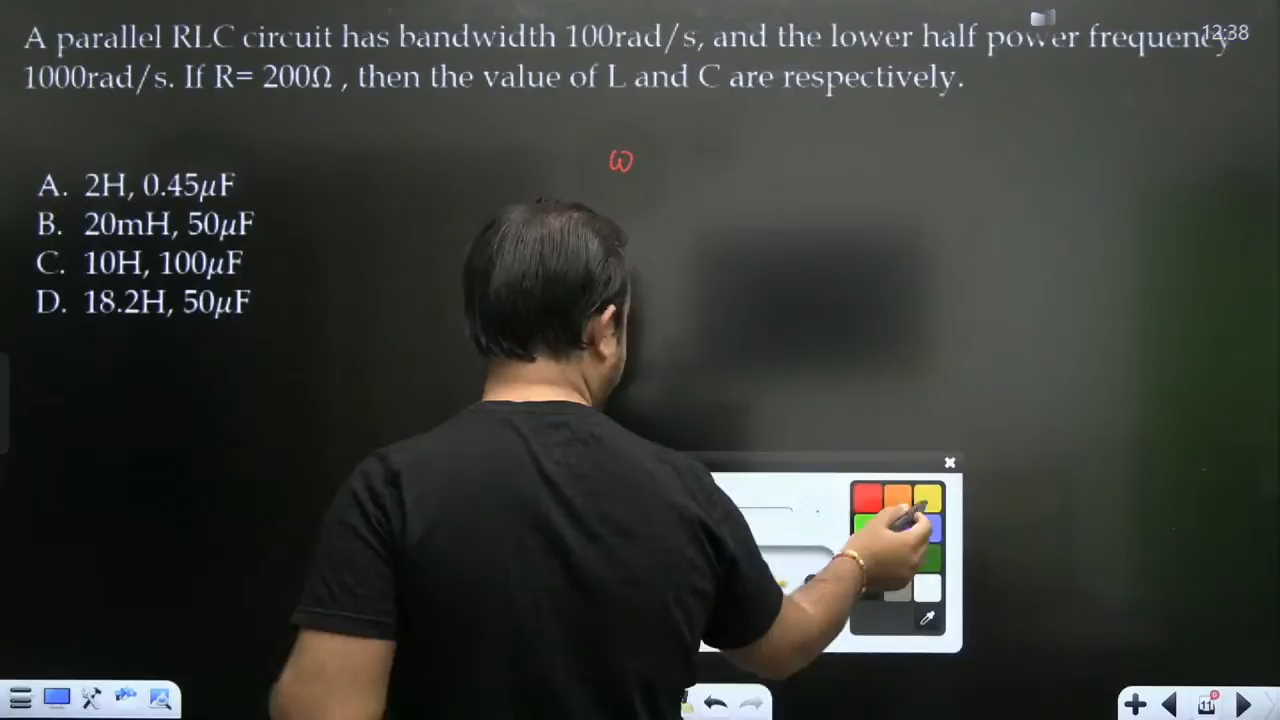 A parallel RLC circuit has bandwidth 100rad/s, and the lower half power frequency
12:38
1000rad/s. If R= 200Ω , then the value of L and C are respectively.
ω
A. 2H, 0.45μF
B. 20mH, 50μF
C. 10H, 100μF
D. 18.2H, 50μF
11